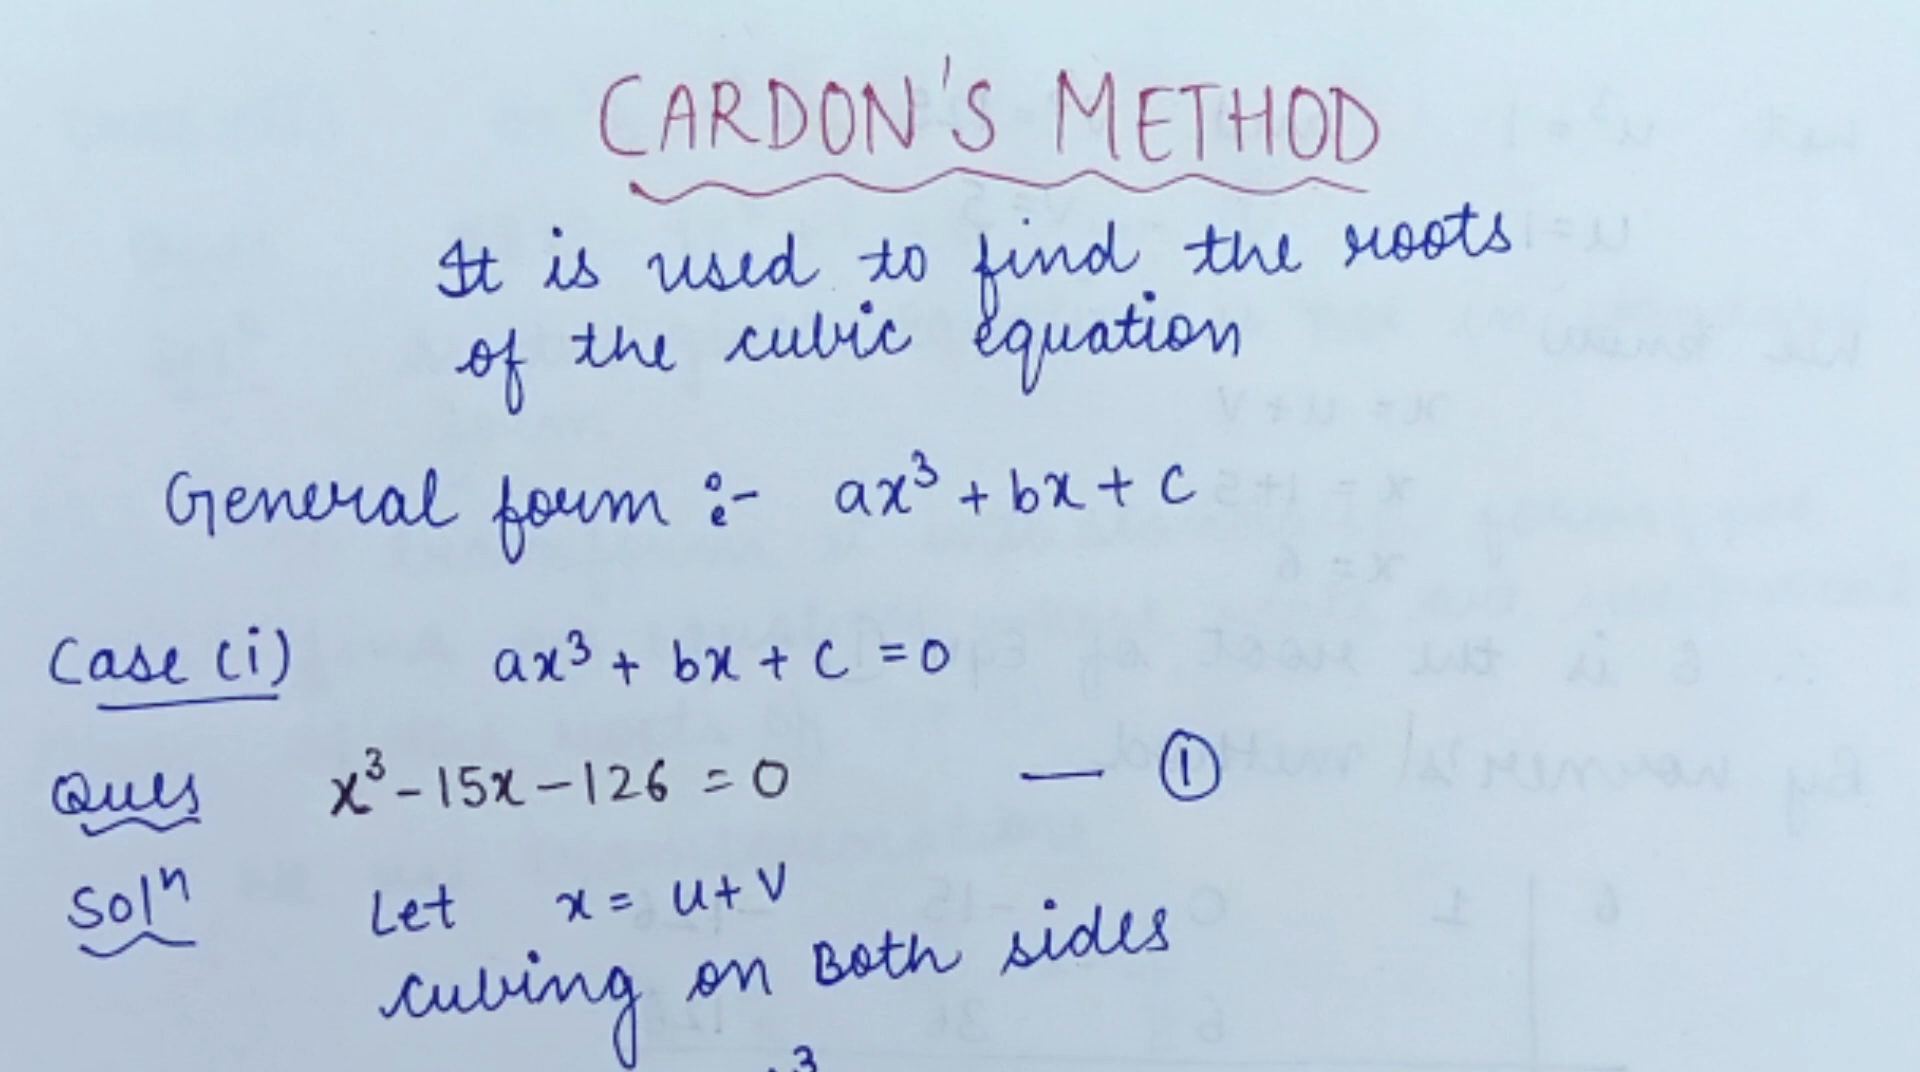 CARDON'S METHOD
It is used to find the roots
of the cubic equation
General form :- ax³ + bx + c
Case (i) ax³ + bx + c = 0
Ques x³ - 15x - 126 = 0 — ①
Solⁿ Let x = u + v
cubing on Both sides
3